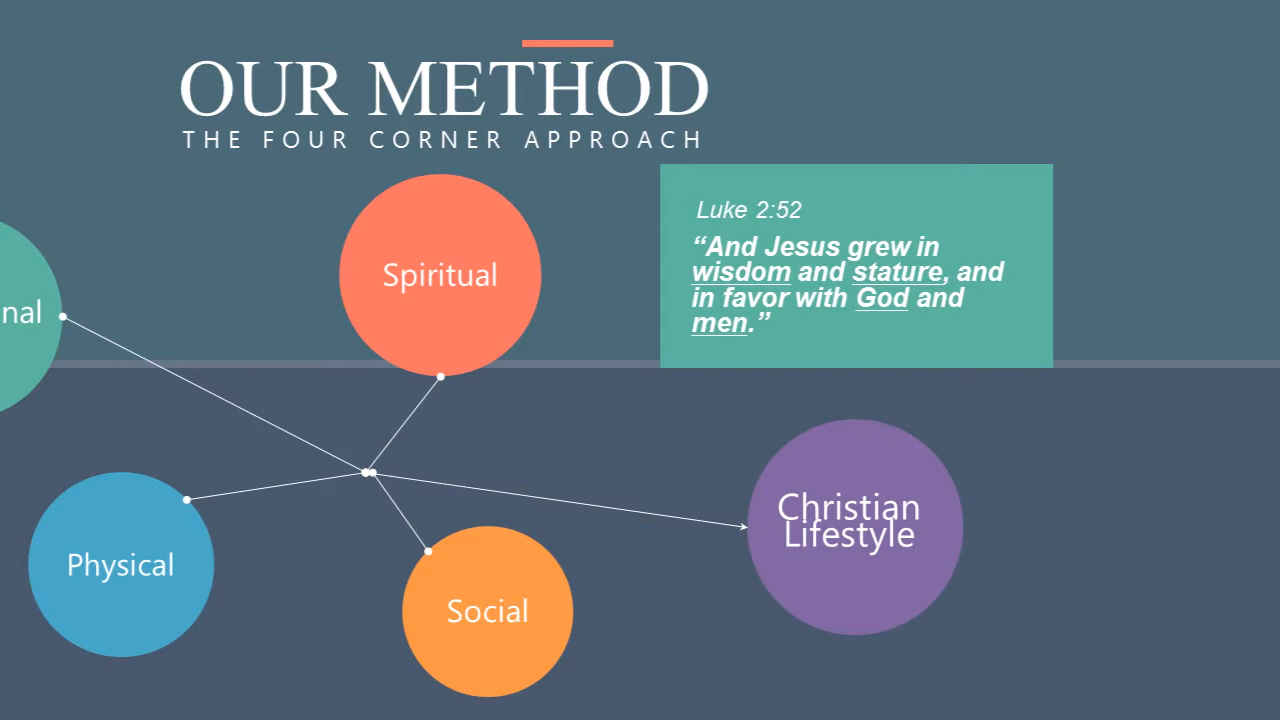 OUR METHOD
THE FOUR CORNER APPROACH
Spiritual
Luke 2:52
“And Jesus grew in
wisdom and stature, and
in favor with God and
men.”
nal
Physical
Social
Christian
Lifestyle